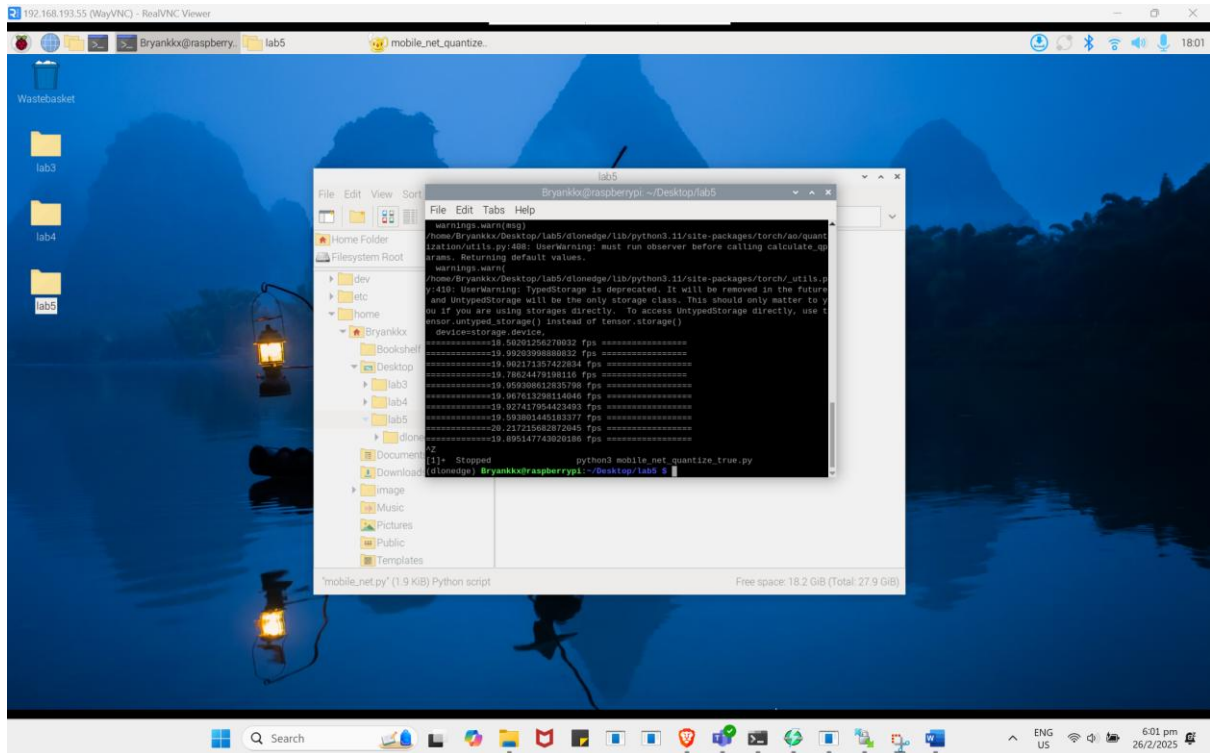 192.168.193.55 (WayVNC) - RealVNC Viewer
Bryankkx@raspberry..
lab5
mobile_net_quantize..
18:01
Wastebasket
lab3
lab4
lab5
lab5
File Edit View Sort
Home Folder
Filesystem Root
dev
etc
home
Bryankkx
Bookshelf
Desktop
lab3
lab4
lab5
dlone
Document
Download
image
Music
Pictures
Public
Templates
"mobile_net.py" (1.9 KiB) Python script
Free space: 18.2 GiB (Total: 27.9 GiB)
Bryankkx@raspberrypi: ~/Desktop/lab5
File Edit Tabs Help
warnings.warn(msg)
/home/Bryankkx/Desktop/lab5/dlonedge/lib/python3.11/site-packages/torch/ao/quant
ization/utils.py:408: UserWarning: must run observer before calling calculate_qp
arams. Returning default values.
warnings.warn(
/home/Bryankkx/Desktop/lab5/dlonedge/lib/python3.11/site-packages/torch/_utils.p
y:410: UserWarning: TypedStorage is deprecated. It will be removed in the future
and UntypedStorage will be the only storage class. This should only matter to y
ou if you are using storages directly. To access UntypedStorage directly, use t
ensor.untyped_storage() instead of tensor.storage()
device=storage.device,
=============18.50201256270032 fps =================
=============19.99203998880832 fps =================
=============19.902171357422834 fps =================
=============19.78624479198116 fps =================
=============19.959308612835798 fps =================
=============19.967613298114046 fps =================
=============19.927417954423493 fps =================
=============19.593801445183377 fps =================
=============20.217215682872045 fps =================
=============19.895147743020186 fps =================
^Z
[1]+ Stopped python3 mobile_net_quantize_true.py
(dlonedge) Bryankkx@raspberrypi:~/Desktop/lab5 $
Search
ENG
US
6:01 pm
26/2/2025